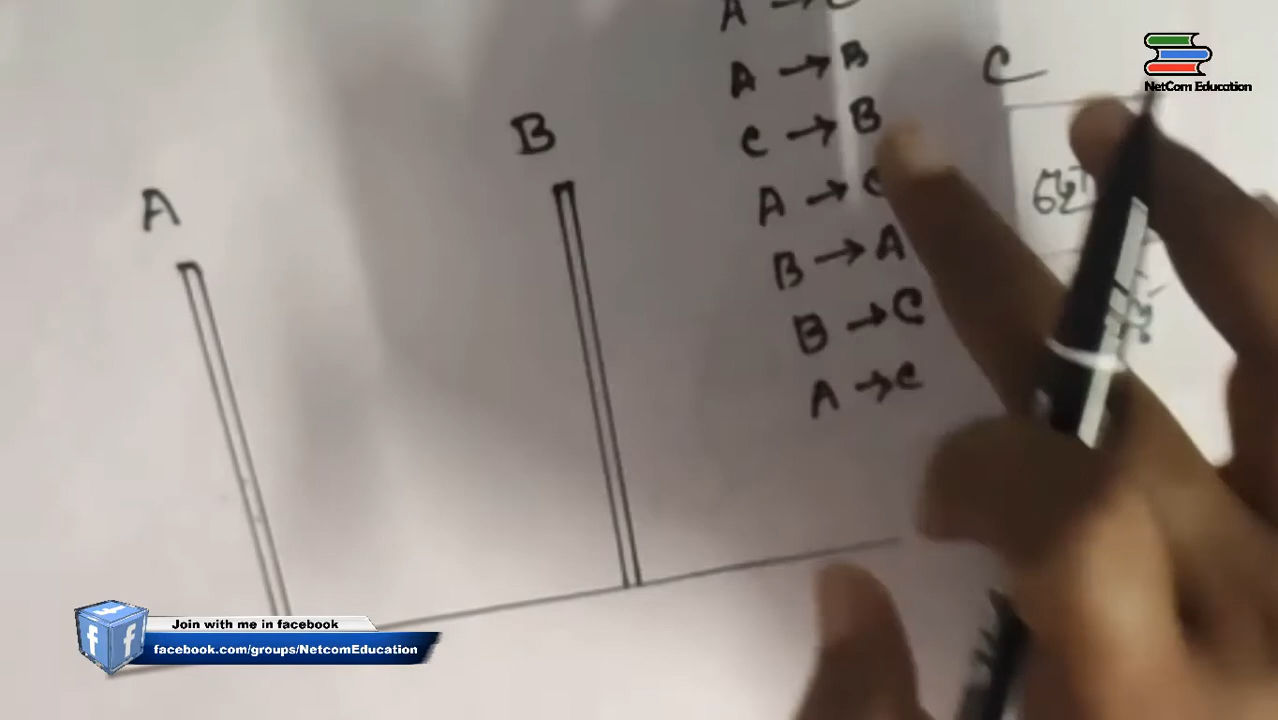 A → C
A → B
C → B
A → C
B → A
B → C
A → C
A
B
C
NetCom Education
Join with me in facebook
facebook.com/groups/NetcomEducation